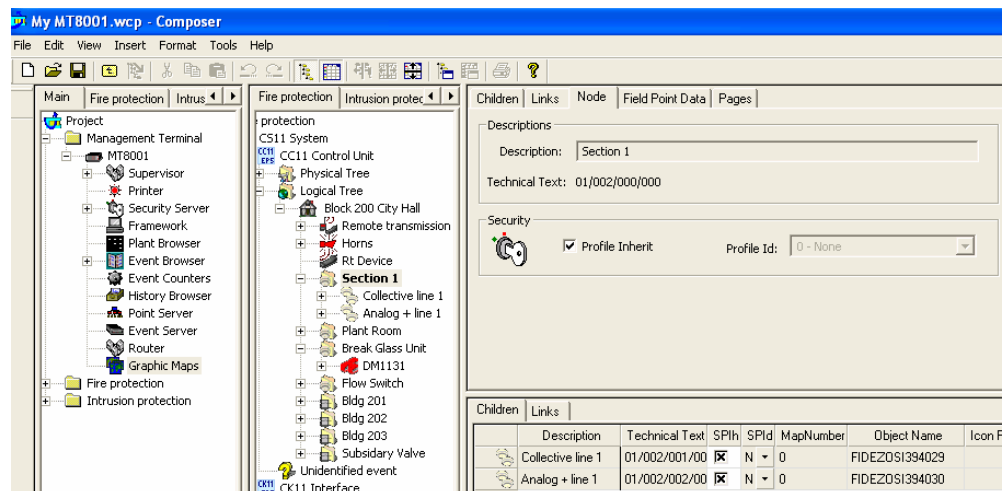 My MT8001.wcp - Composer
File Edit View Insert Format Tools Help
Main Fire protection Intrus
Project
Management Terminal
MT8001
Supervisor
Printer
Security Server
Framework
Plant Browser
Event Browser
Event Counters
History Browser
Point Server
Event Server
Router
Graphic Maps
Fire protection
Intrusion protection
Fire protection Intrusion protec
protection
CS11 System
CC11 EPS CC11 Control Unit
Physical Tree
Logical Tree
Block 200 City Hall
Remote transmission
Horns
Rt Device
Section 1
Collective line 1
Analog + line 1
Plant Room
Break Glass Unit
DM1131
Flow Switch
Bldg 201
Bldg 202
Bldg 203
Subsidary Valve
Unidentified event
CK11 CK11 Interface
Children Links Node Field Point Data Pages
Descriptions
Description: Section 1
Technical Text: 01/002/000/000
Security
Profile Inherit Profile Id: 0 - None
Children Links
Description Technical Text SPIh SPId MapNumber Object Name Icon F
Collective line 1 01/002/001/00 N 0 FIDEZOSI394029
Analog + line 1 01/002/002/00 N 0 FIDEZOSI394030